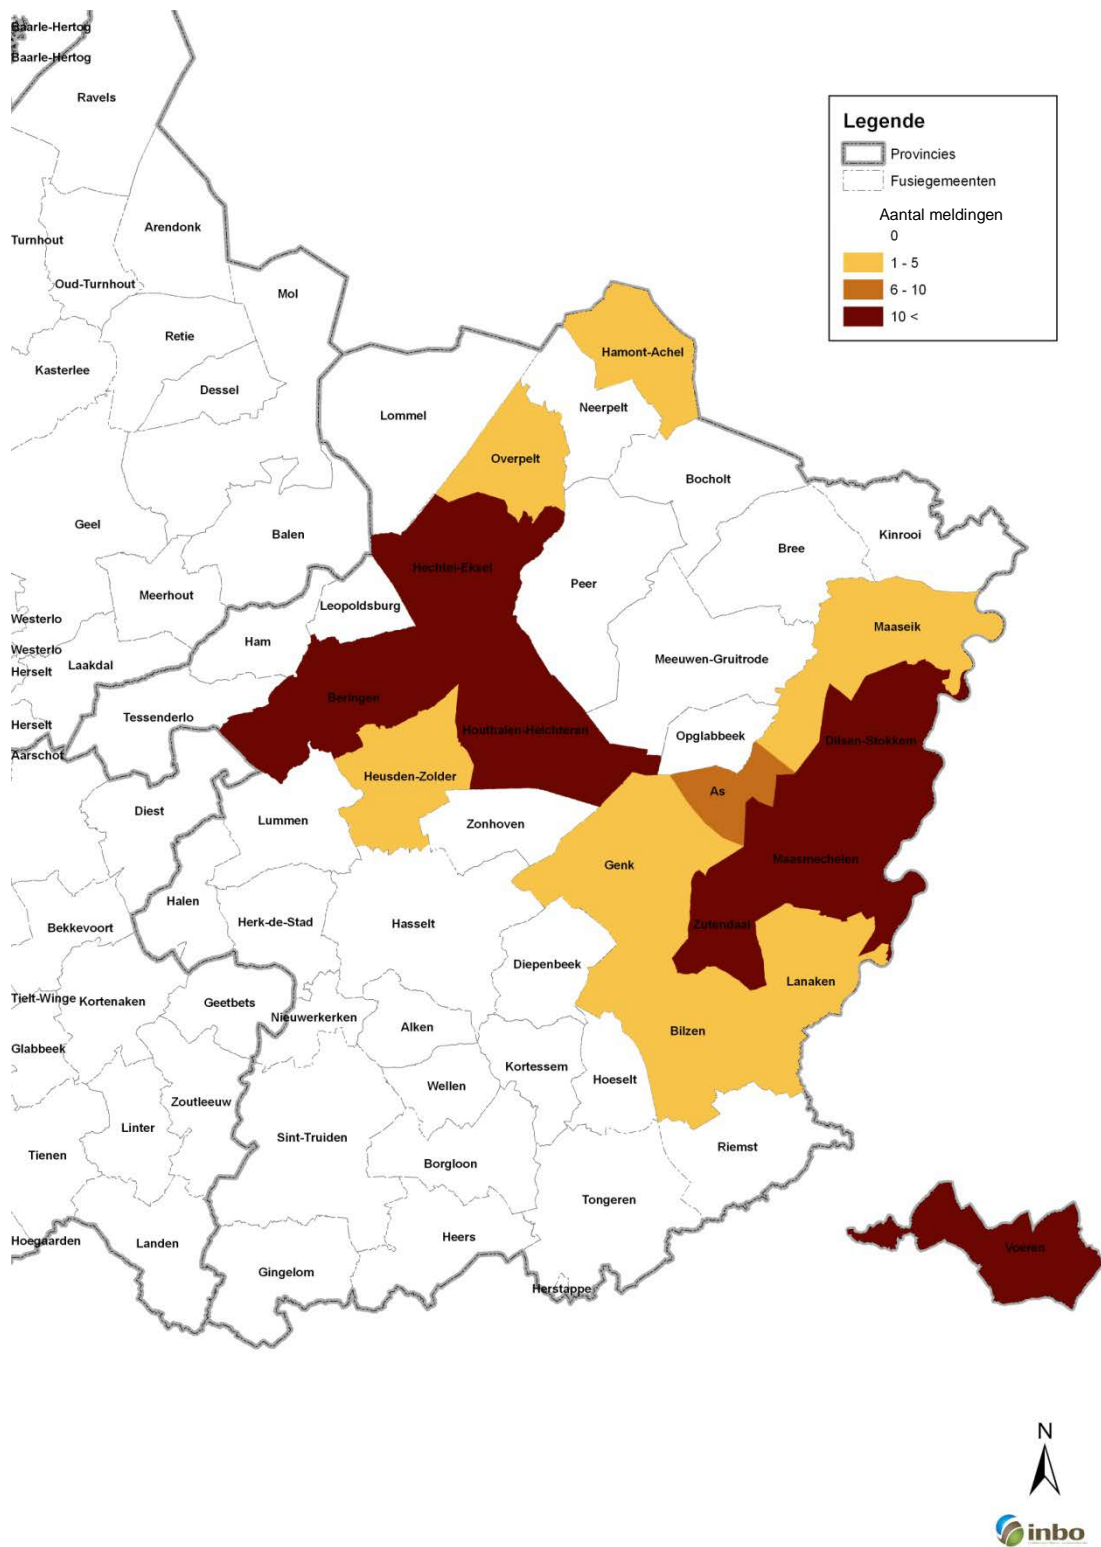 Baarle-Hertog
Baarle-Hertog
Ravels
Legende
Provincies
Fusiegemeenten
Aantal meldingen
0
1 - 5
6 - 10
10 <
Arendonk
Turnhout
Oud-Turnhout
Mol
Retie
Kasterlee
Dessel
Hamont-Achel
Neerpelt
Lommel
Overpelt
Bocholt
Geel
Balen
Kinrooi
Bree
Hechtel-Eksel
Peer
Meerhout
Leopoldsburg
Westerlo
Maaseik
Ham
Westerlo
Laakdal
Herselt
Meeuwen-Gruitrode
Beringen
Tessenderlo
Herselt
Houthalen-Helchteren
Opglabbeek
Dilsen-Stokkem
Aarschot
Heusden-Zolder
As
Diest
Lummen
Zonhoven
Genk
Maasmechelen
Halen
Herk-de-Stad
Hasselt
Zutendaal
Bekkevoort
Diepenbeek
Lanaken
Tielt-Winge
Kortenaken
Geetbets
Nieuwerkerken
Alken
Bilzen
Glabbeek
Kortessem
Hoeselt
Wellen
Zoutleeuw
Linter
Sint-Truiden
Tienen
Borgloon
Riemst
Tongeren
Hoegaarden
Landen
Heers
Voeren
Gingelom
Herstappe
N
inbo